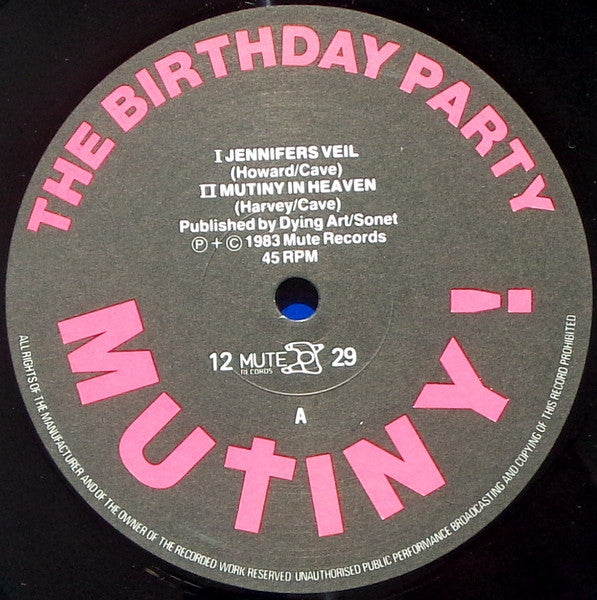 THE BIRTHDAY PARTY
I JENNIFERS VEIL
(Howard/Cave)
II MUTINY IN HEAVEN
(Harvey/Cave)
Published by Dying Art/Sonet
Ⓟ + © 1983 Mute Records
45 RPM
12 MUTE RECORDS 29
A
MUTINY!
ALL RIGHTS OF THE MANUFACTURER AND OF THE OWNER OF THE RECORDED WORK RESERVED UNAUTHORISED PUBLIC PERFORMANCE BROADCASTING AND COPYING OF THIS RECORD PROHIBITED